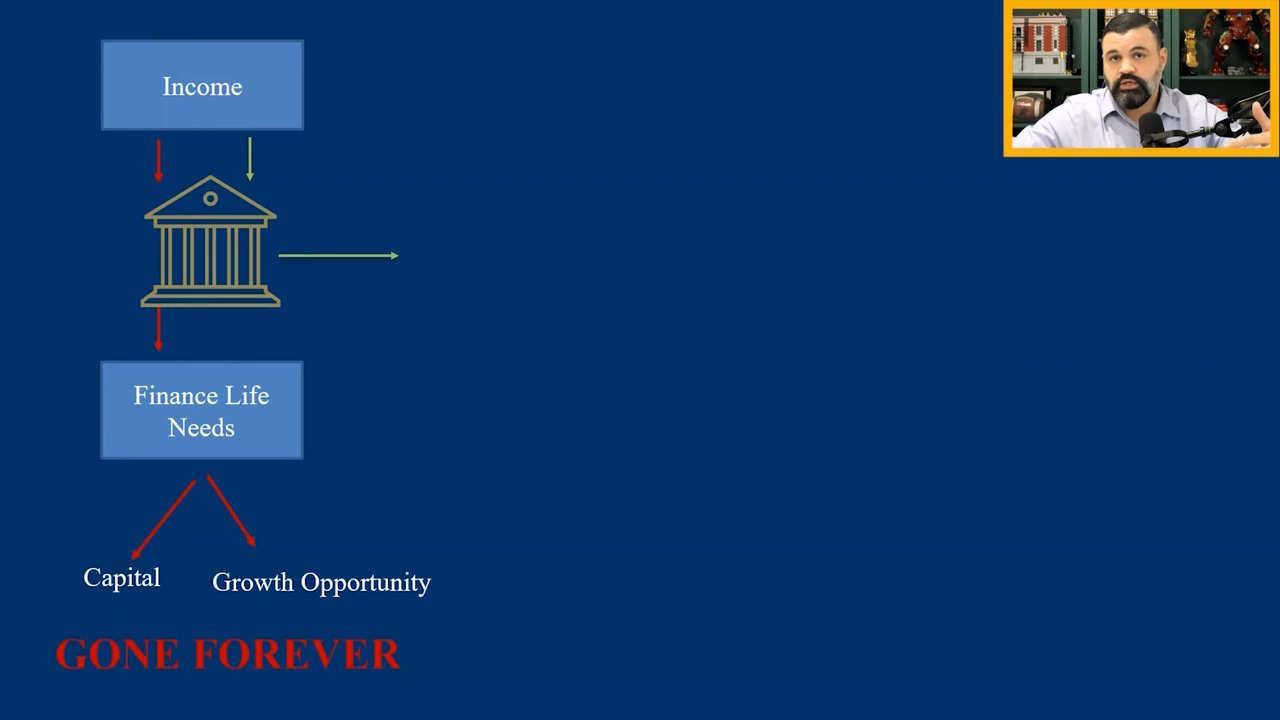 Income
Finance Life
Needs
Capital
Growth Opportunity
GONE FOREVER